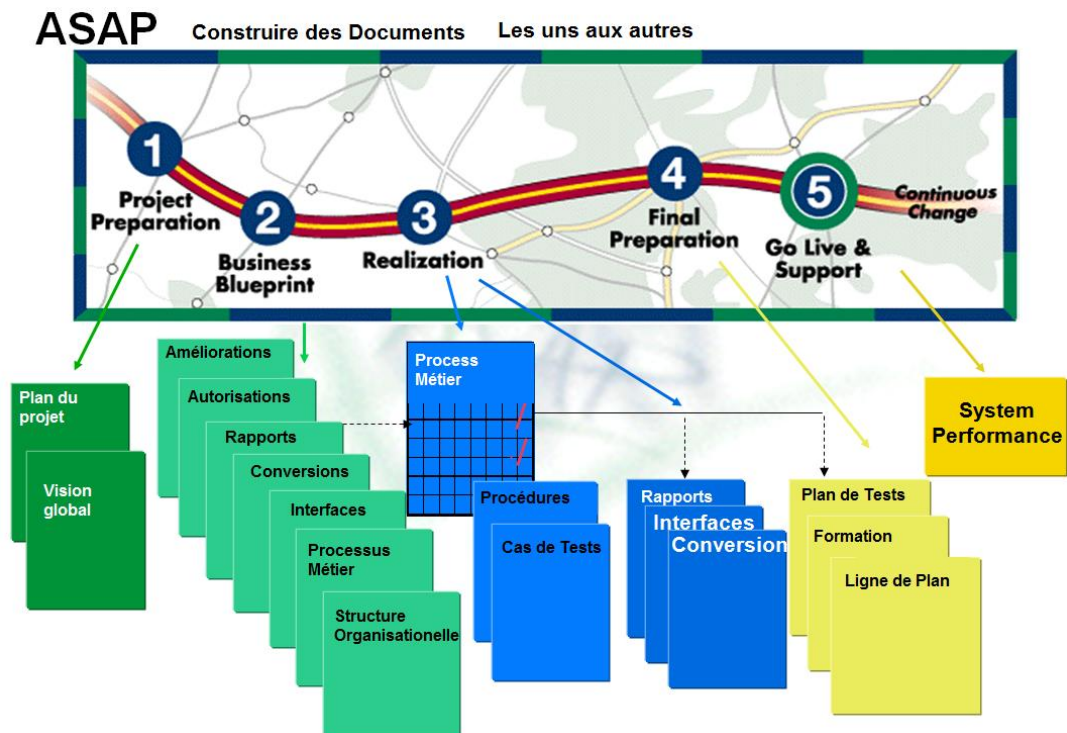 ASAP
Construire des Documents
Les uns aux autres
1
Project
Preparation
2
Business
Blueprint
3
Realization
4
Final
Preparation
5
Go Live &
Support
Continuous
Change
Plan du
projet
Vision
global
Améliorations
Autorisations
Rapports
Conversions
Interfaces
Processus
Métier
Structure
Organisationelle
Process
Métier
Procédures
Cas de Tests
Rapports
Interfaces
Conversion
Plan de Tests
Formation
Ligne de Plan
System
Performance